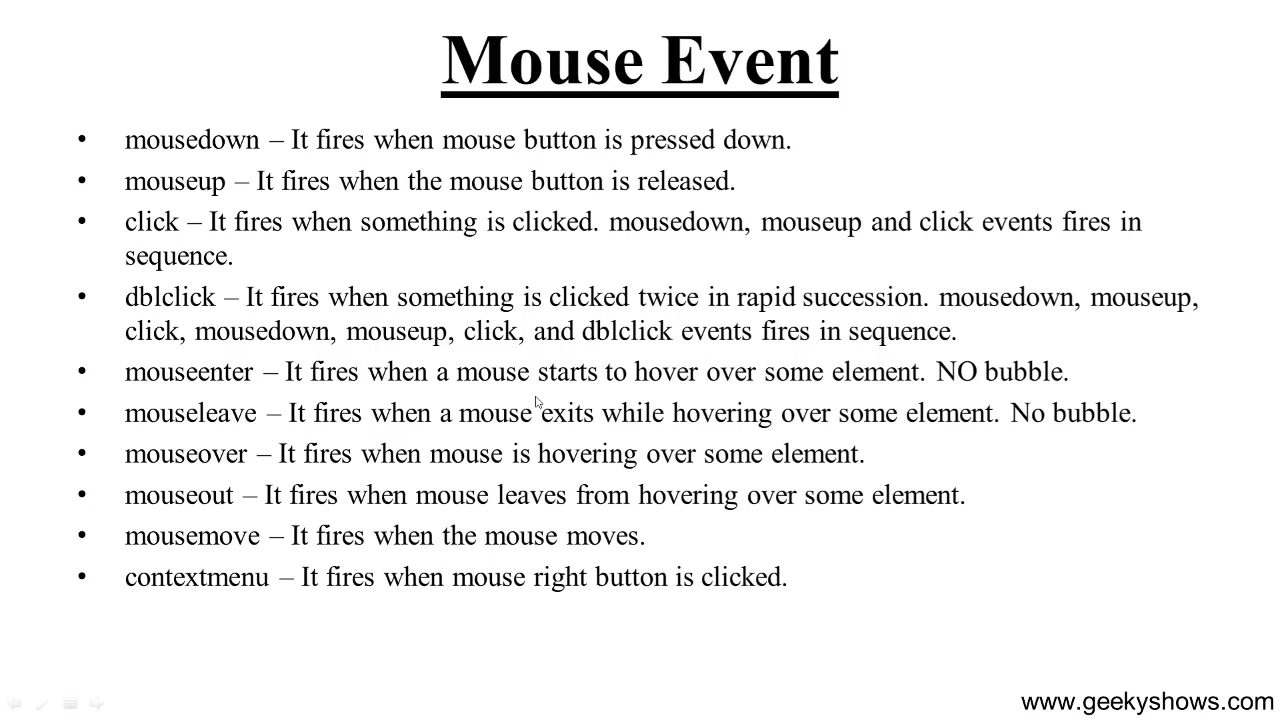 Mouse Event
• mousedown – It fires when mouse button is pressed down.
• mouseup – It fires when the mouse button is released.
• click – It fires when something is clicked. mousedown, mouseup and click events fires in
sequence.
• dblclick – It fires when something is clicked twice in rapid succession. mousedown, mouseup,
click, mousedown, mouseup, click, and dblclick events fires in sequence.
• mouseenter – It fires when a mouse starts to hover over some element. NO bubble.
• mouseleave – It fires when a mouse exits while hovering over some element. No bubble.
• mouseover – It fires when mouse is hovering over some element.
• mouseout – It fires when mouse leaves from hovering over some element.
• mousemove – It fires when the mouse moves.
• contextmenu – It fires when mouse right button is clicked.
www.geekyshows.com